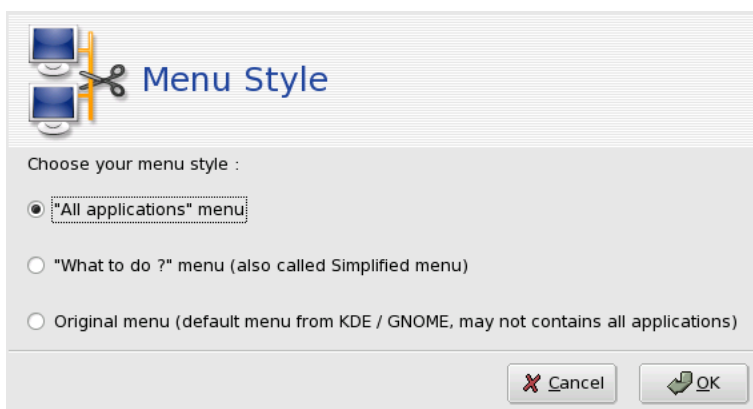 Menu Style
Choose your menu style :
"All applications" menu
"What to do ?" menu (also called Simplified menu)
Original menu (default menu from KDE / GNOME, may not contains all applications)
Cancel
OK